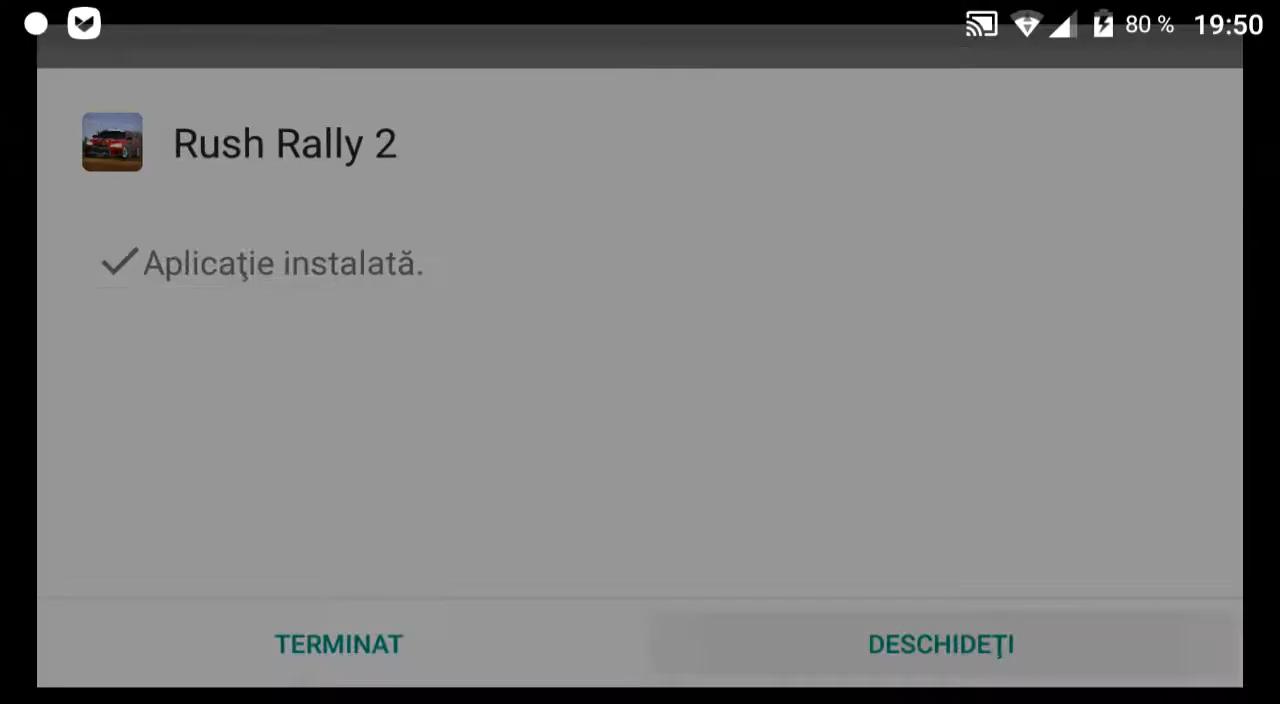 80 % 19:50
Rush Rally 2
Aplicaţie instalată.
TERMINAT DESCHIDEŢI